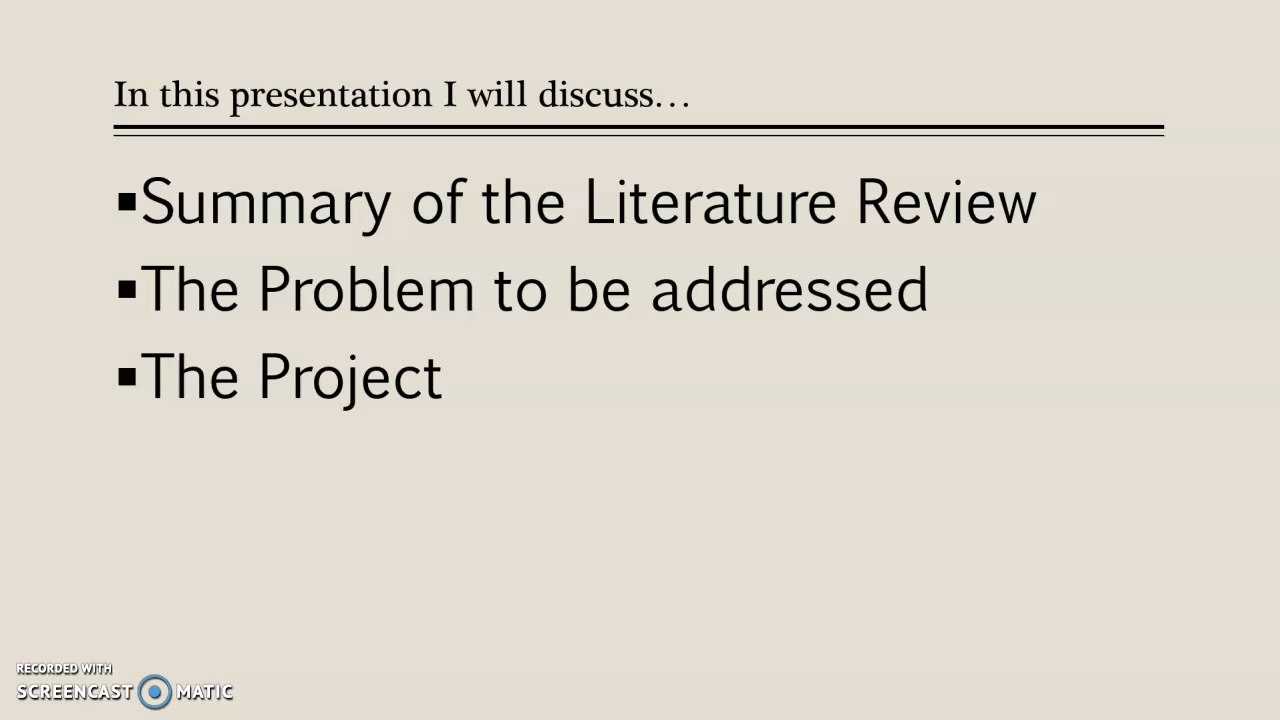 In this presentation I will discuss…
▪Summary of the Literature Review
▪The Problem to be addressed
▪The Project
RECORDED WITH
SCREENCAST MATIC